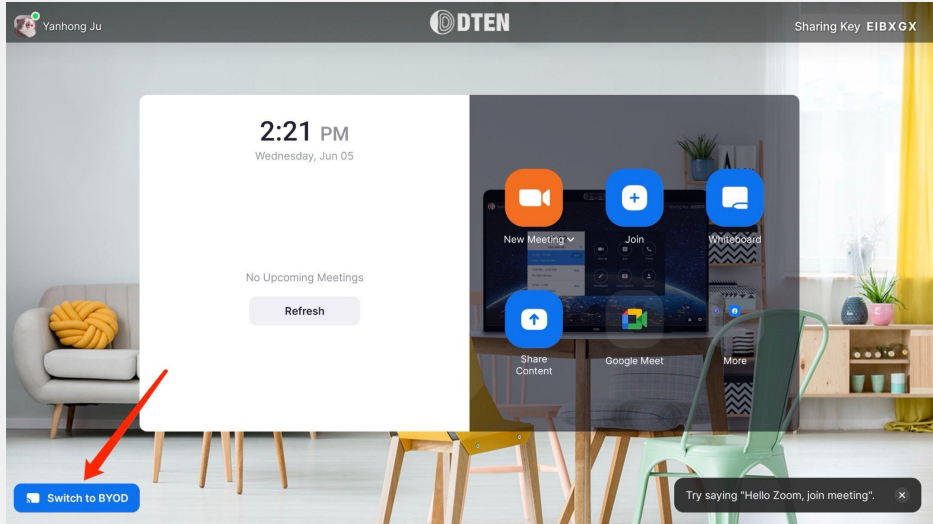 Yanhong Ju
DTEN
Sharing Key EIBXGX
2:21 PM
Wednesday, Jun 05
No Upcoming Meetings
Refresh
New Meeting
Join
Whiteboard
Share
Content
Google Meet
More
Switch to BYOD
Try saying "Hello Zoom, join meeting".